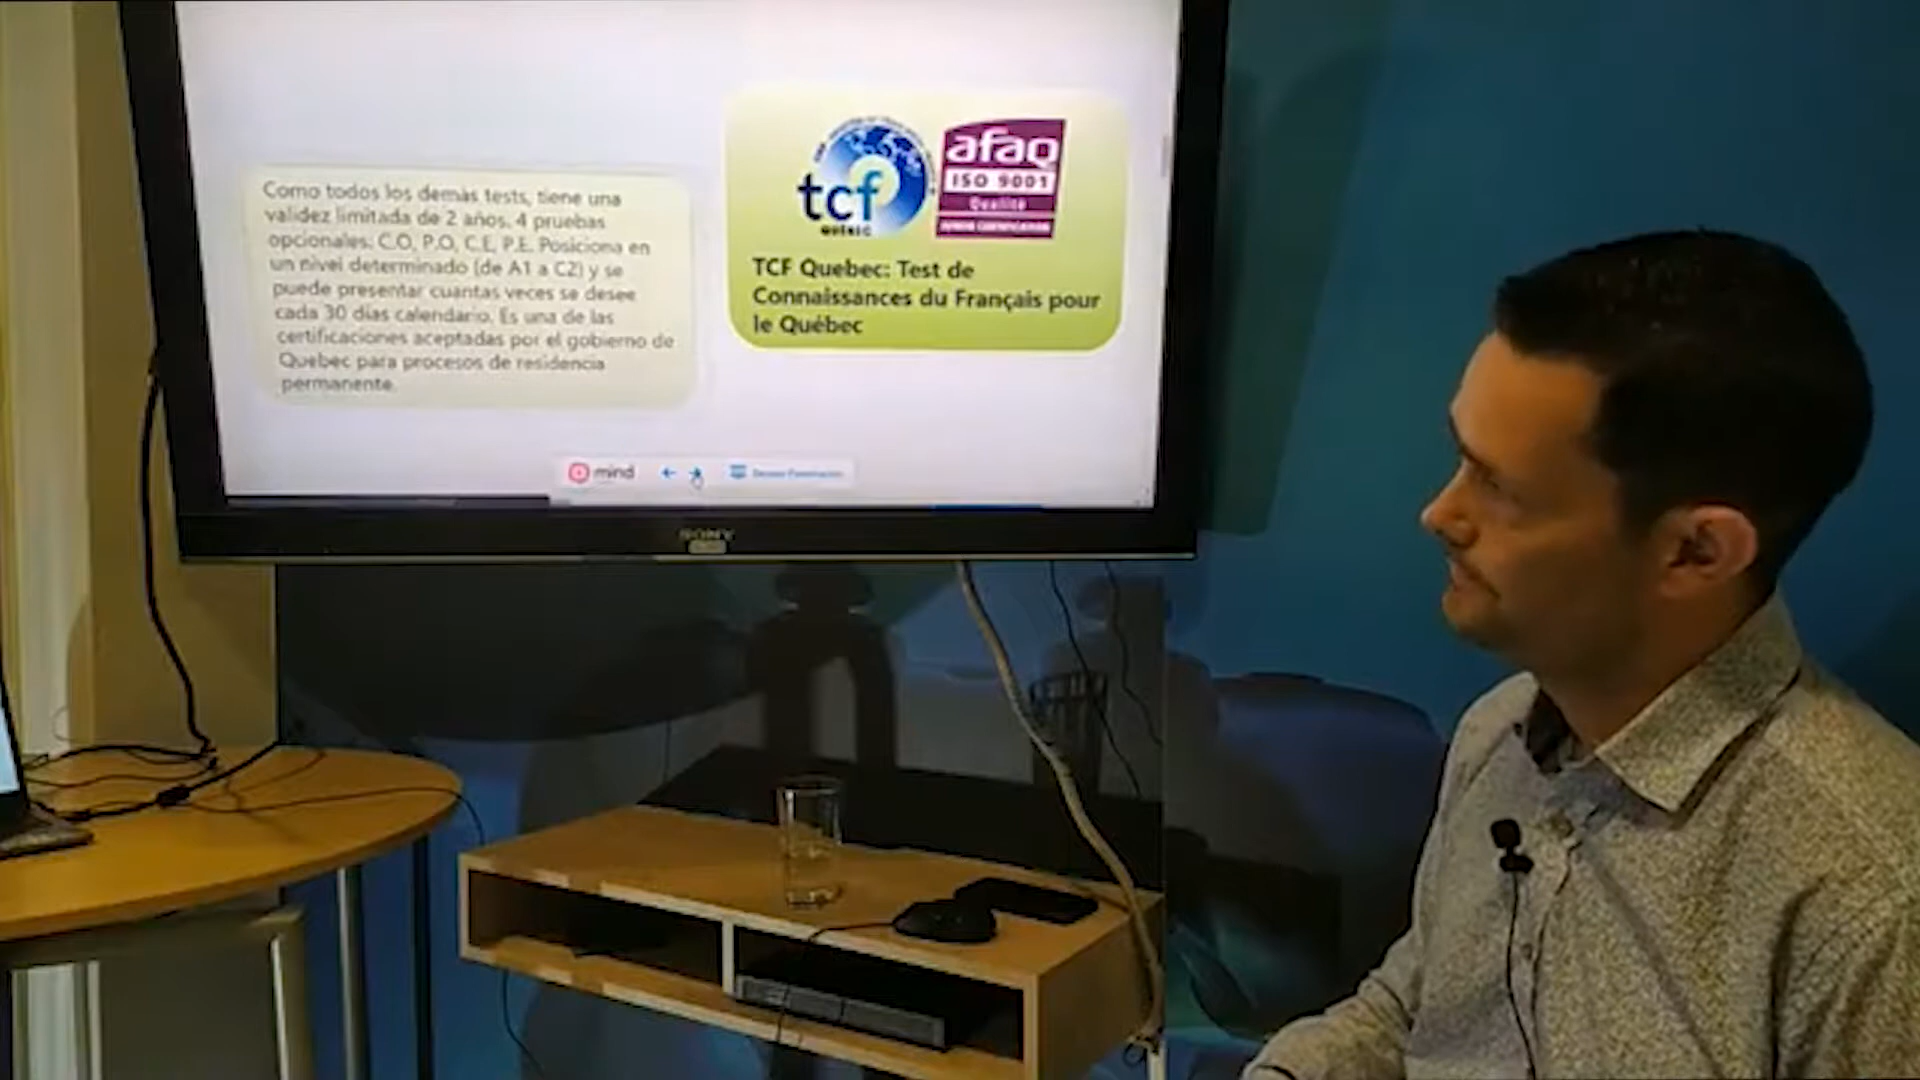 Como todos los demás tests, tiene una
validez limitada de 2 años. 4 pruebas
opcionales: C.O, P.O, C.E, P.E. Posiciona en
un nivel determinado (de A1 a C2) y se
puede presentar cuantas veces se desee
cada 30 días calendario. Es una de las
certificaciones aceptadas por el gobierno de
Quebec para procesos de residencia
permanente.
tcf
QUÉBEC
afaq
ISO 9001
Qualité
AFNOR CERTIFICATION
TCF Quebec: Test de
Connaissances du Français pour
le Québec
mind
SONY